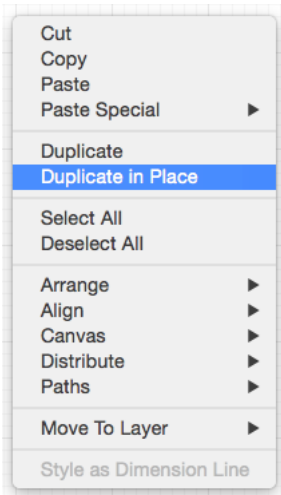 Cut
Copy
Paste
Paste Special
Duplicate
Duplicate in Place
Select All
Deselect All
Arrange
Align
Canvas
Distribute
Paths
Move To Layer
Style as Dimension Line